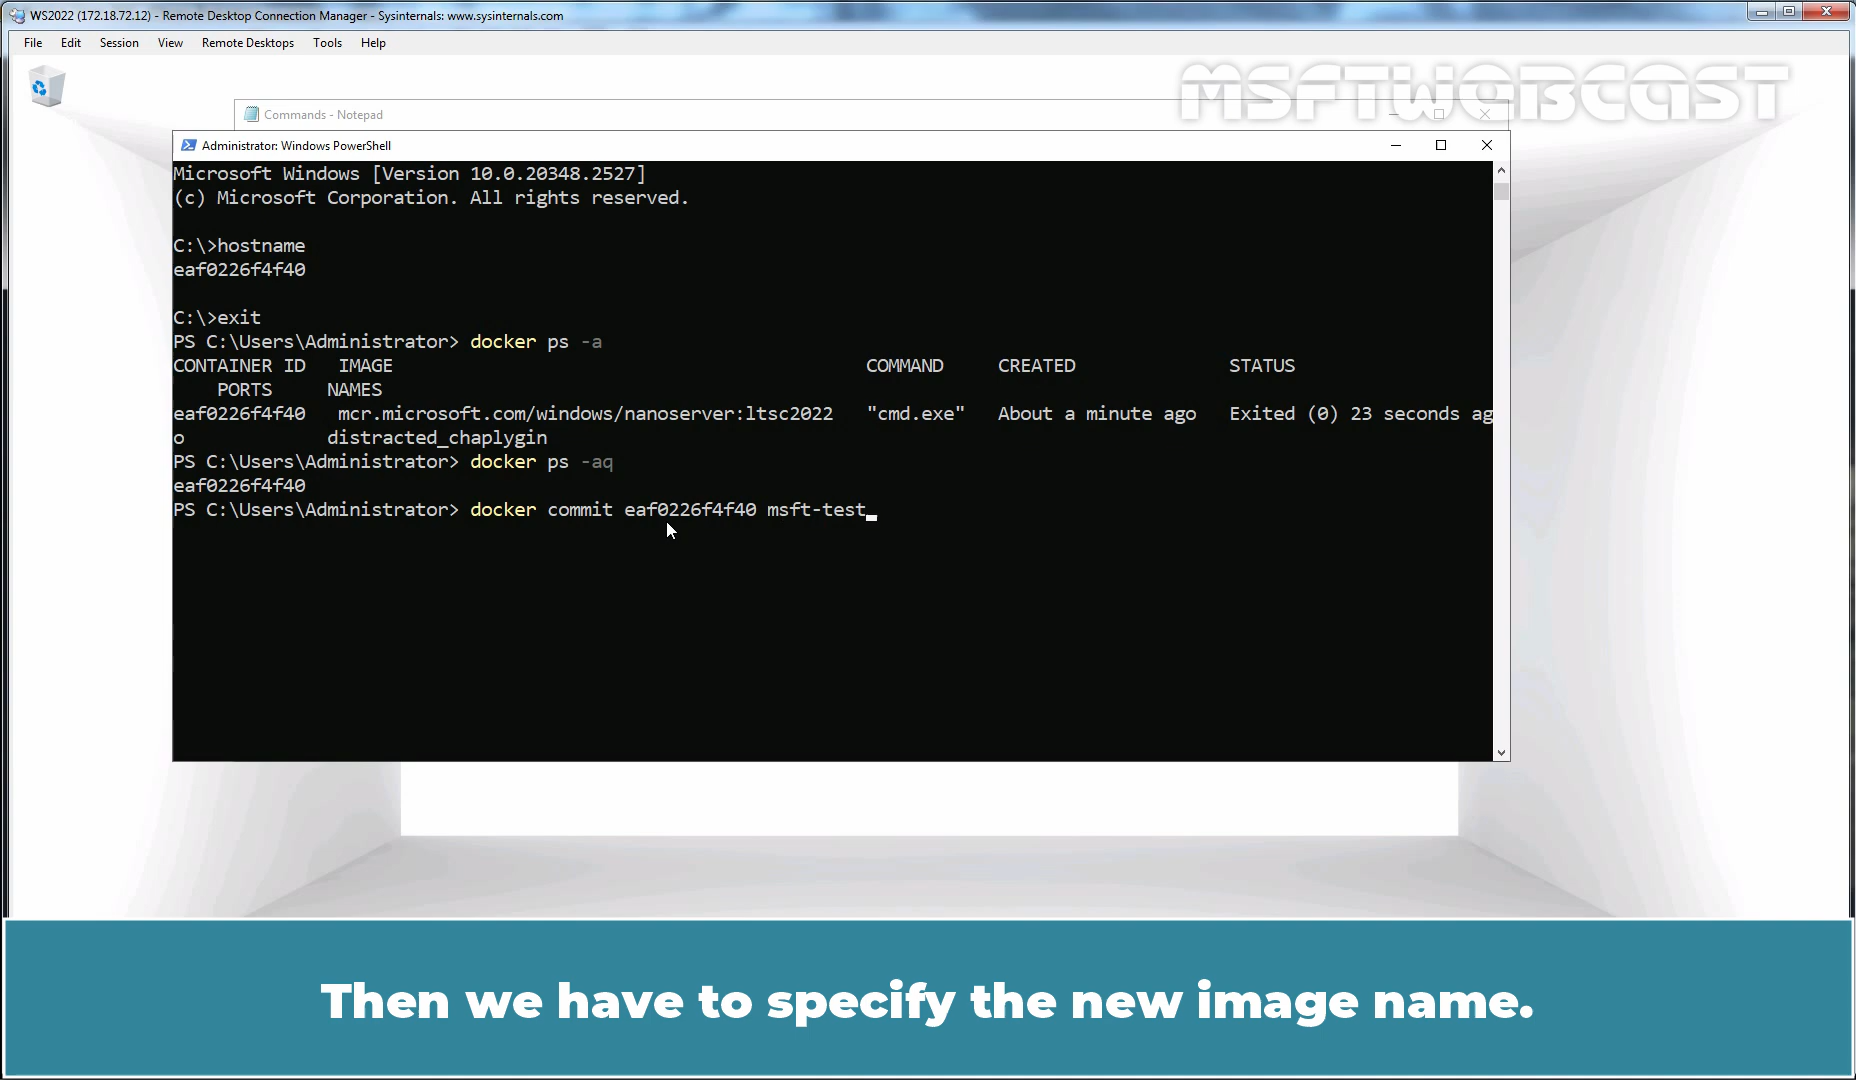 WS2022 (172.18.72.12) - Remote Desktop Connection Manager - Sysinternals: www.sysinternals.com
File Edit Session View Remote Desktops Tools Help
MSFTWEBCAST
Commands - Notepad
Administrator: Windows PowerShell
Microsoft Windows [Version 10.0.20348.2527]
(c) Microsoft Corporation. All rights reserved.
C:\>hostname
eaf0226f4f40
C:\>exit
PS C:\Users\Administrator> docker ps -a
CONTAINER ID   IMAGE   COMMAND   CREATED   STATUS
PORTS   NAMES
eaf0226f4f40   mcr.microsoft.com/windows/nanoserver:ltsc2022   "cmd.exe"   About a minute ago   Exited (0) 23 seconds ag
o   distracted_chaplygin
PS C:\Users\Administrator> docker ps -aq
eaf0226f4f40
PS C:\Users\Administrator> docker commit eaf0226f4f40 msft-test
Then we have to specify the new image name.